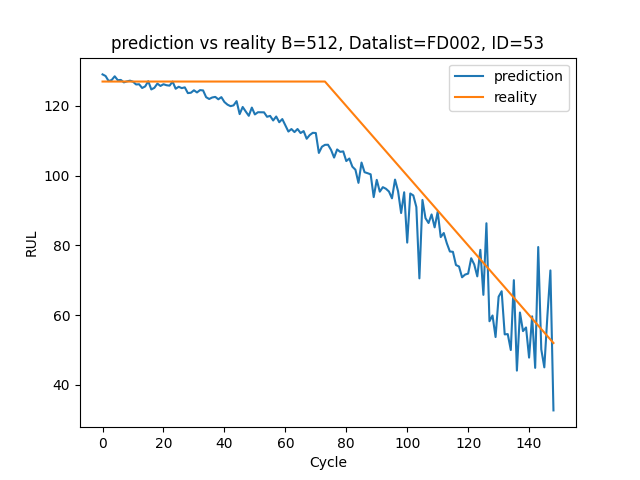 prediction vs reality B=512, Datalist=FD002, ID=53
prediction
reality
120
100
80
60
40
RUL
0 20 40 60 80 100 120 140
Cycle